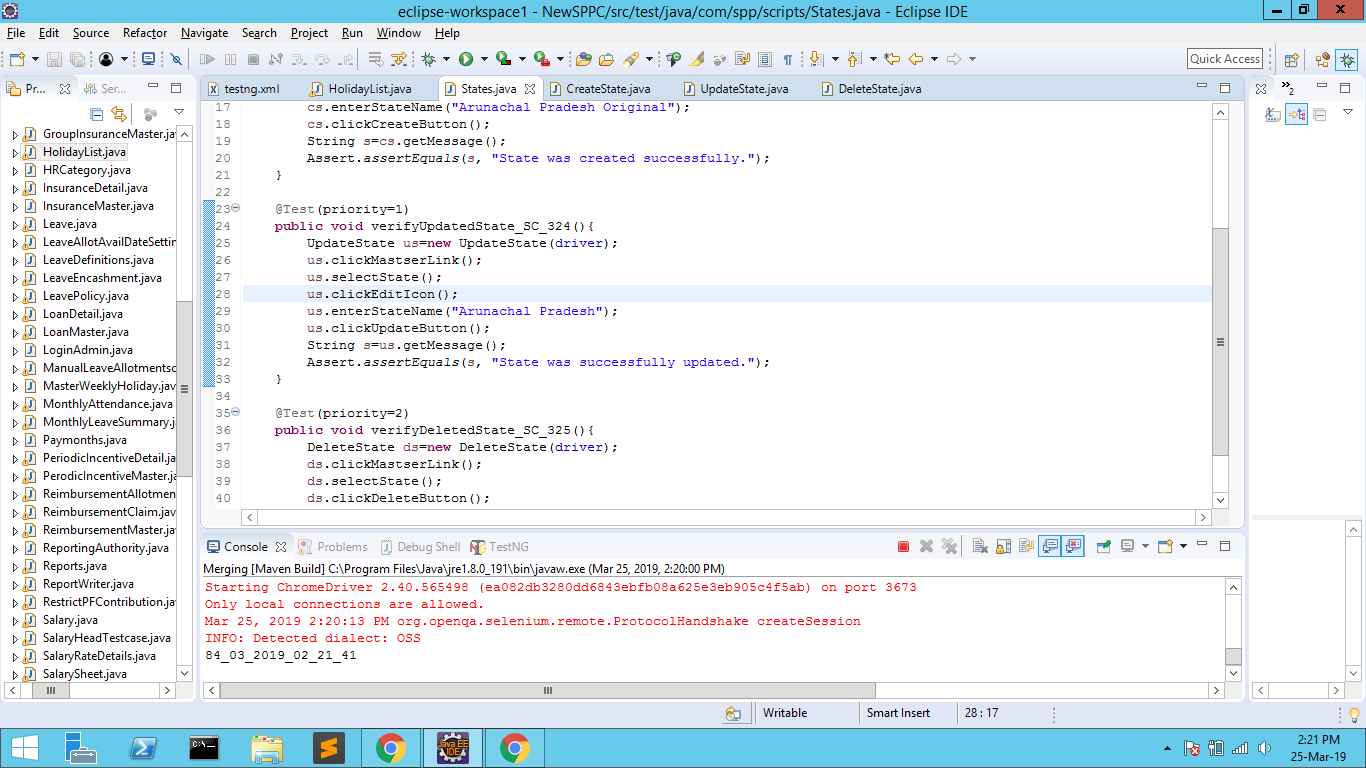 eclipse-workspace1 - NewSPPC/src/test/java/com/spp/scripts/States.java - Eclipse IDE
File Edit Source Refactor Navigate Search Project Run Window Help
Quick Access
Pr... Ser...
GroupInsuranceMaster.jav
HolidayList.java
HRCategory.java
InsuranceDetail.java
InsuranceMaster.java
Leave.java
LeaveAllotAvailDateSettin
LeaveDefinitions.java
LeaveEncashment.java
LeavePolicy.java
LoanDetail.java
LoanMaster.java
LoginAdmin.java
ManualLeaveAllotmentsc
MasterWeeklyHoliday.jav
MonthlyAttendance.java
MonthlyLeaveSummary.j
Paymonths.java
PeriodicIncentiveDetail.ja
PerodicIncentiveMaster.ja
ReimbursementAllotmen
ReimbursementClaim.jav
ReimbursementMaster.ja
ReportingAuthority.java
Reports.java
ReportWriter.java
RestrictPFContribution.ja
Salary.java
SalaryHeadTestcase.java
SalaryRateDetails.java
SalarySheet.java
testng.xml HolidayList.java States.java CreateState.java UpdateState.java DeleteState.java
17 cs.enterStateName("Arunachal Pradesh Original");
18 cs.clickCreateButton();
19 String s=cs.getMessage();
20 Assert.assertEquals(s, "State was created successfully.");
21 }
22
23 @Test(priority=1)
24 public void verifyUpdatedState_SC_324(){
25 UpdateState us=new UpdateState(driver);
26 us.clickMastserLink();
27 us.selectState();
28 us.clickEditIcon();
29 us.enterStateName("Arunachal Pradesh");
30 us.clickUpdateButton();
31 String s=us.getMessage();
32 Assert.assertEquals(s, "State was successfully updated.");
33 }
34
35 @Test(priority=2)
36 public void verifyDeletedState_SC_325(){
37 DeleteState ds=new DeleteState(driver);
38 ds.clickMastserLink();
39 ds.selectState();
40 ds.clickDeleteButton();
»2
Console Problems Debug Shell TestNG
Merging [Maven Build] C:\Program Files\Java\jre1.8.0_191\bin\javaw.exe (Mar 25, 2019, 2:20:00 PM)
Starting ChromeDriver 2.40.565498 (ea082db3280dd6843ebfb08a625e3eb905c4f5ab) on port 3673
Only local connections are allowed.
Mar 25, 2019 2:20:13 PM org.openqa.selenium.remote.ProtocolHandshake createSession
INFO: Detected dialect: OSS
84_03_2019_02_21_41
Writable Smart Insert 28 : 17
Java EE
IDE
2:21 PM
25-Mar-19